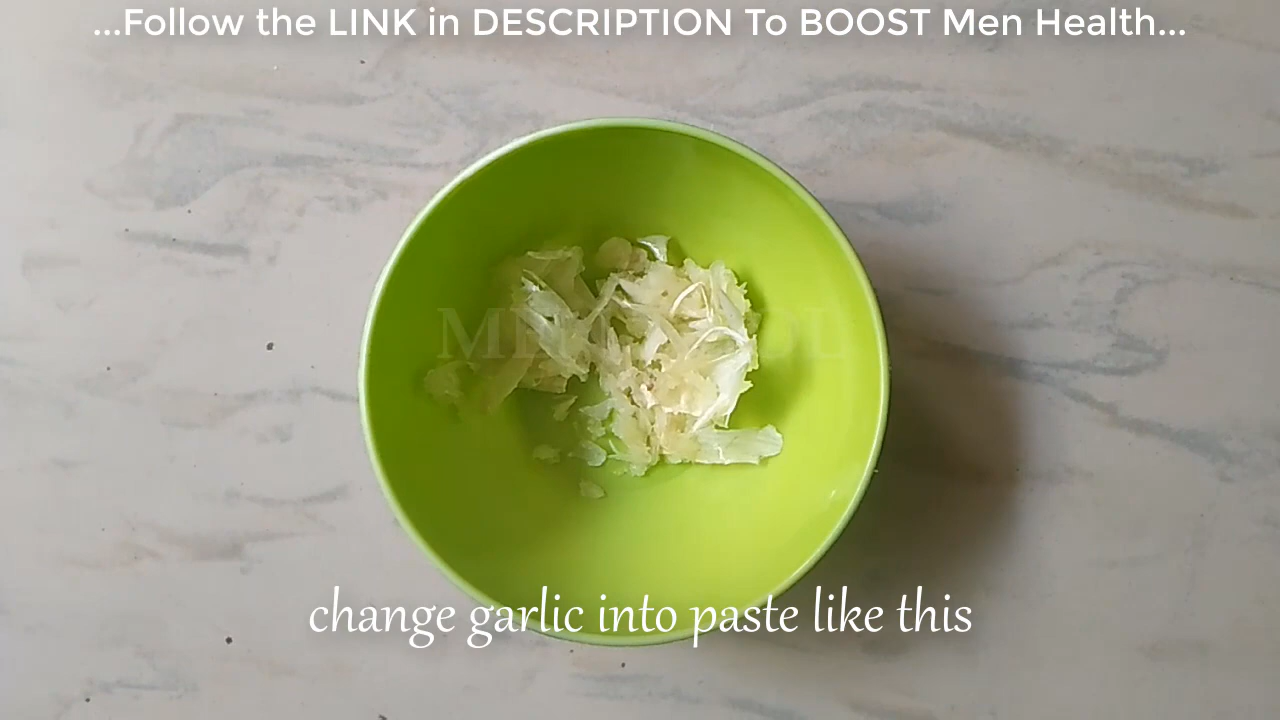 ...Follow the LINK in DESCRIPTION To BOOST Men Health...
change garlic into paste like this